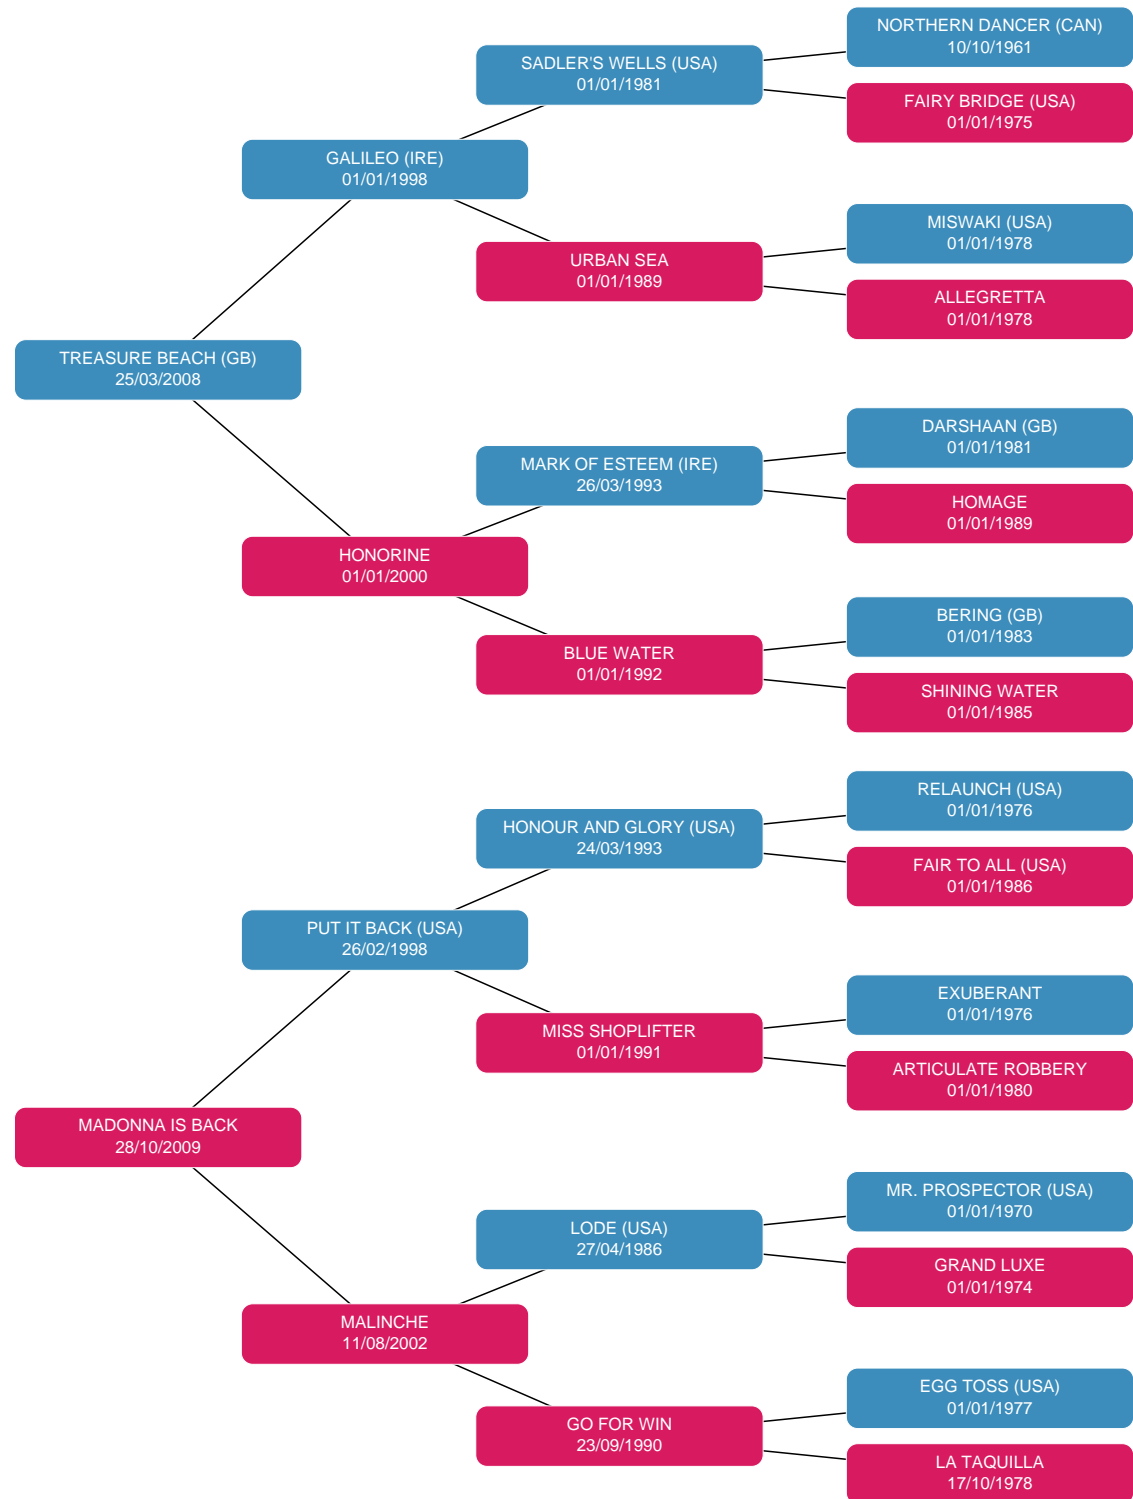 NORTHERN DANCER (CAN)
10/10/1961
SADLER'S WELLS (USA)
01/01/1981
FAIRY BRIDGE (USA)
01/01/1975
GALILEO (IRE)
01/01/1998
MISWAKI (USA)
01/01/1978
URBAN SEA
01/01/1989
ALLEGRETTA
01/01/1978
TREASURE BEACH (GB)
25/03/2008
DARSHAAN (GB)
01/01/1981
MARK OF ESTEEM (IRE)
26/03/1993
HOMAGE
01/01/1989
HONORINE
01/01/2000
BERING (GB)
01/01/1983
BLUE WATER
01/01/1992
SHINING WATER
01/01/1985
RELAUNCH (USA)
01/01/1976
HONOUR AND GLORY (USA)
24/03/1993
FAIR TO ALL (USA)
01/01/1986
PUT IT BACK (USA)
26/02/1998
EXUBERANT
01/01/1976
MISS SHOPLIFTER
01/01/1991
ARTICULATE ROBBERY
01/01/1980
MADONNA IS BACK
28/10/2009
MR. PROSPECTOR (USA)
01/01/1970
LODE (USA)
27/04/1986
GRAND LUXE
01/01/1974
MALINCHE
11/08/2002
EGG TOSS (USA)
01/01/1977
GO FOR WIN
23/09/1990
LA TAQUILLA
17/10/1978